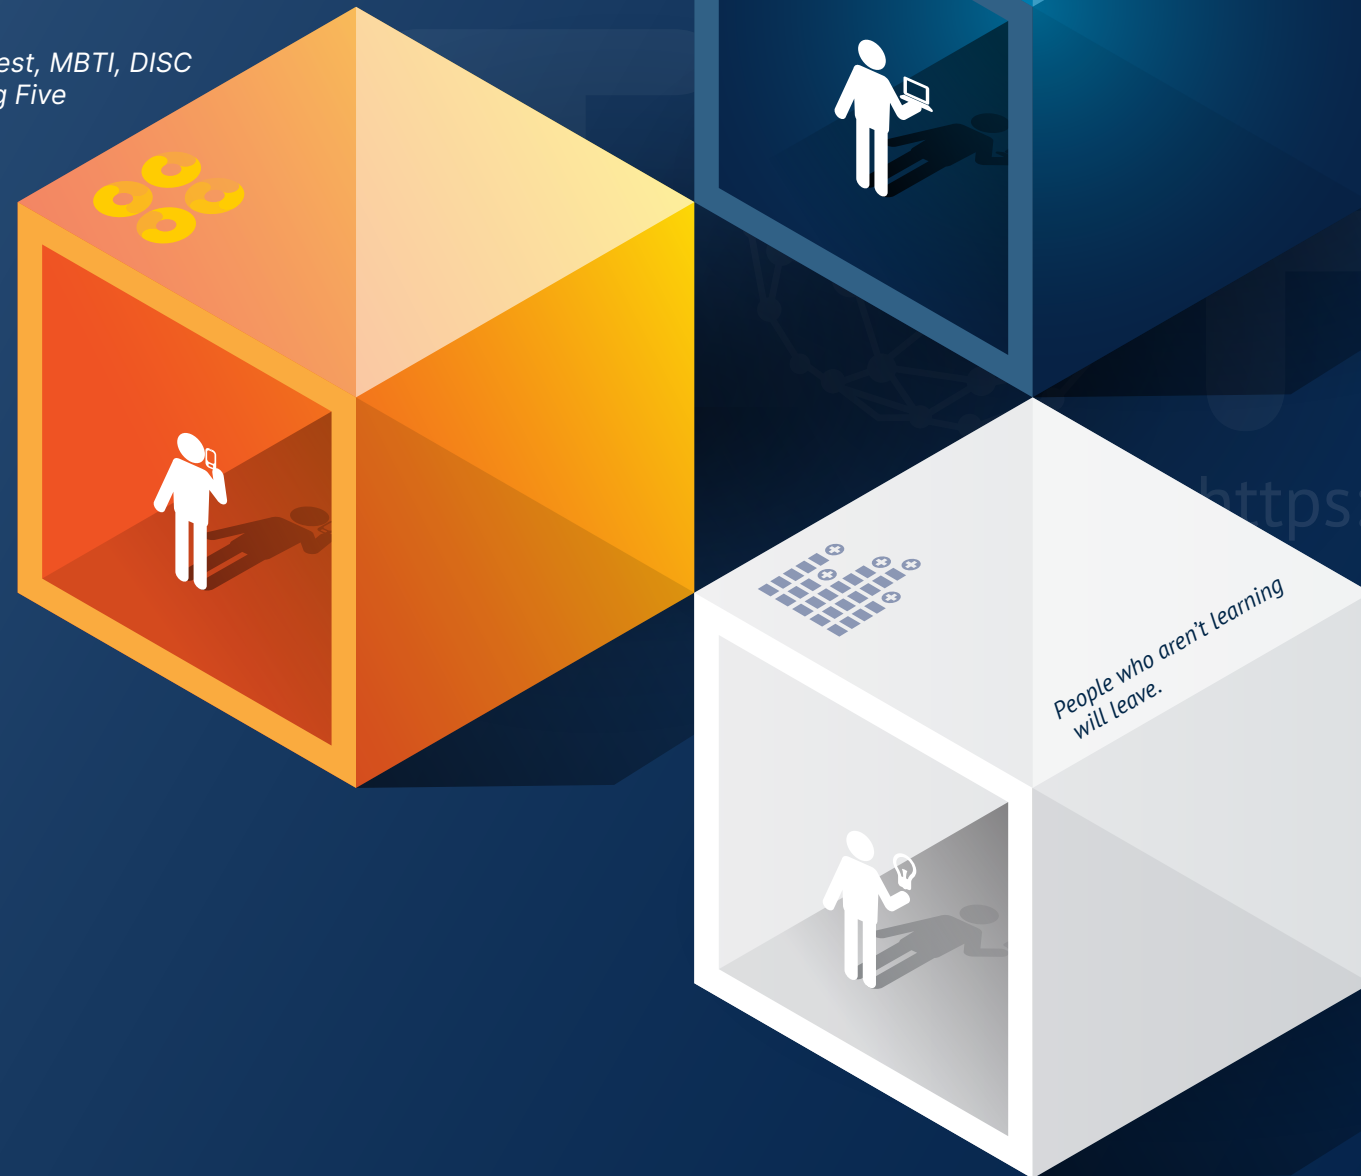 est, MBTI, DISC
g Five
https
People who aren’t learning
will leave.